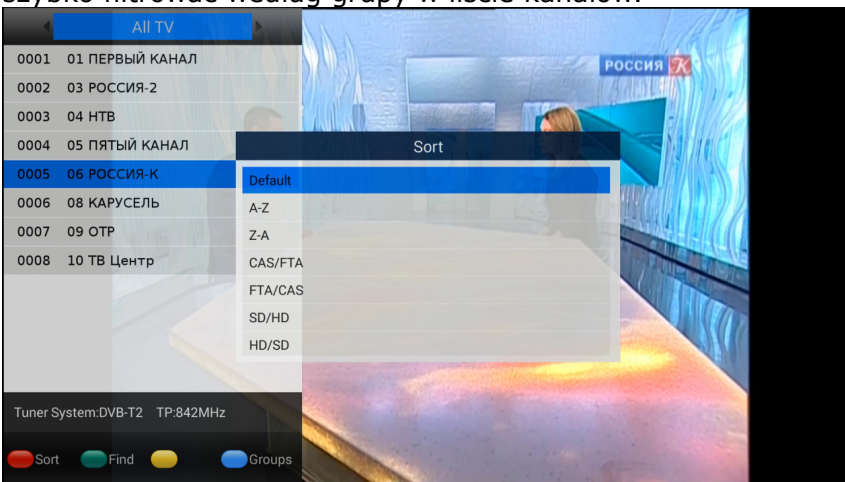 szybko filtrować według grupy w liście kanałów.
All TV
0001 01 ПЕРВЫЙ КАНАЛ
0002 03 РОССИЯ-2
0003 04 НТВ
0004 05 ПЯТЫЙ КАНАЛ
0005 06 РОССИЯ-К
0006 08 КАРУСЕЛЬ
0007 09 ОТР
0008 10 ТВ Центр
РОССИЯ К
Sort
Default
A-Z
Z-A
CAS/FTA
FTA/CAS
SD/HD
HD/SD
Tuner System:DVB-T2 TP:842MHz
Sort Find Groups